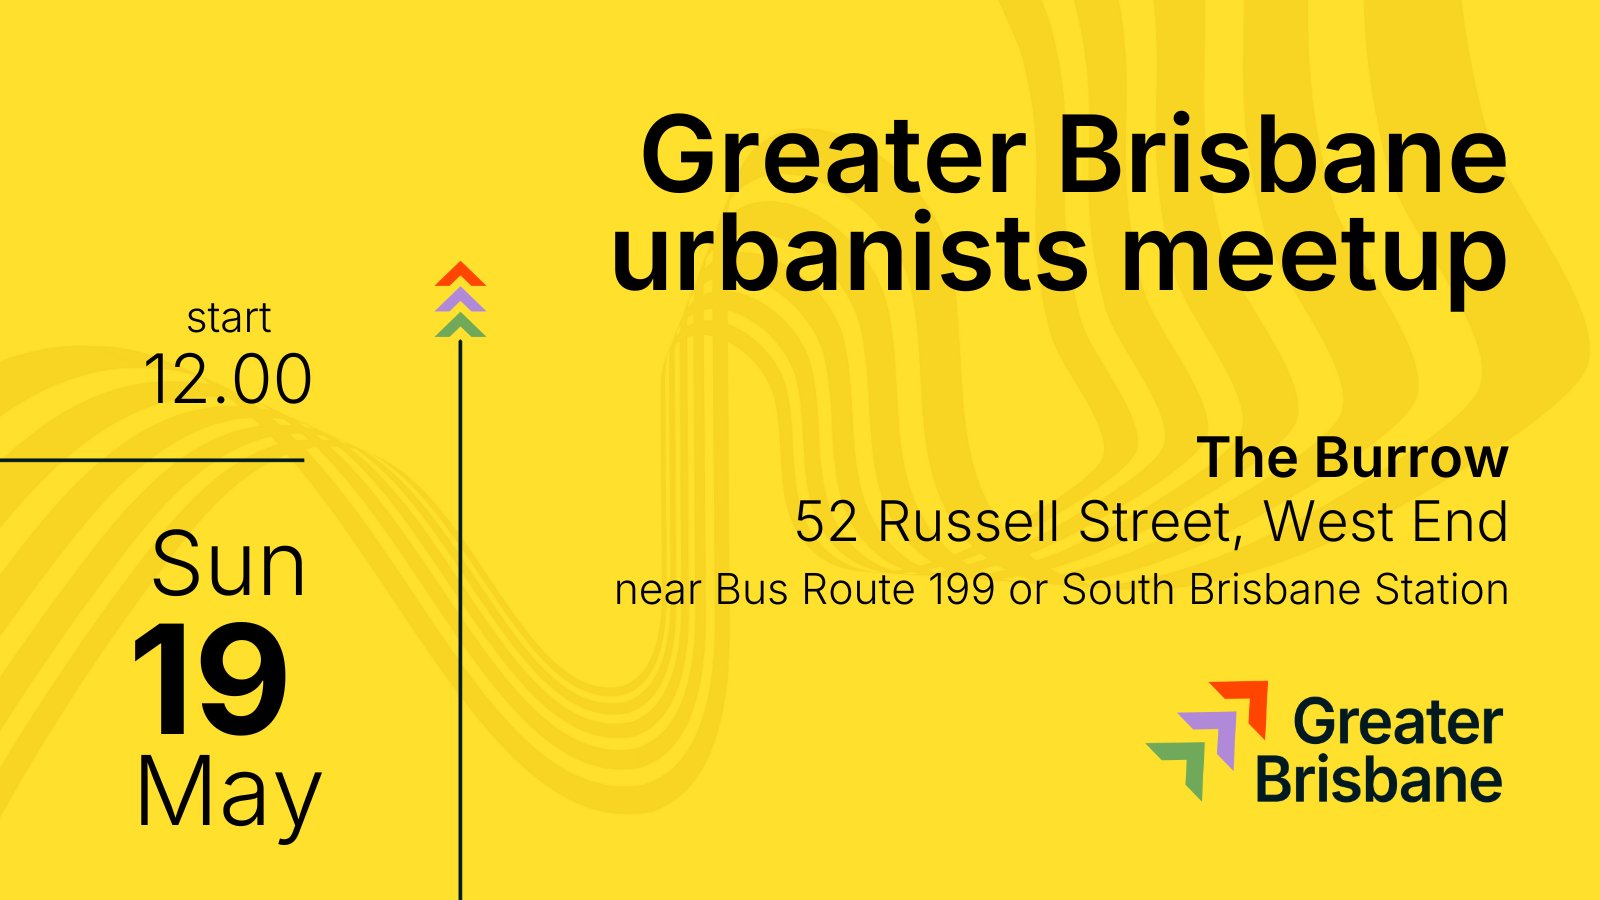 Greater Brisbane
urbanists meetup
start
12.00
Sun
19
May
The Burrow
52 Russell Street, West End
near Bus Route 199 or South Brisbane Station
Greater
Brisbane